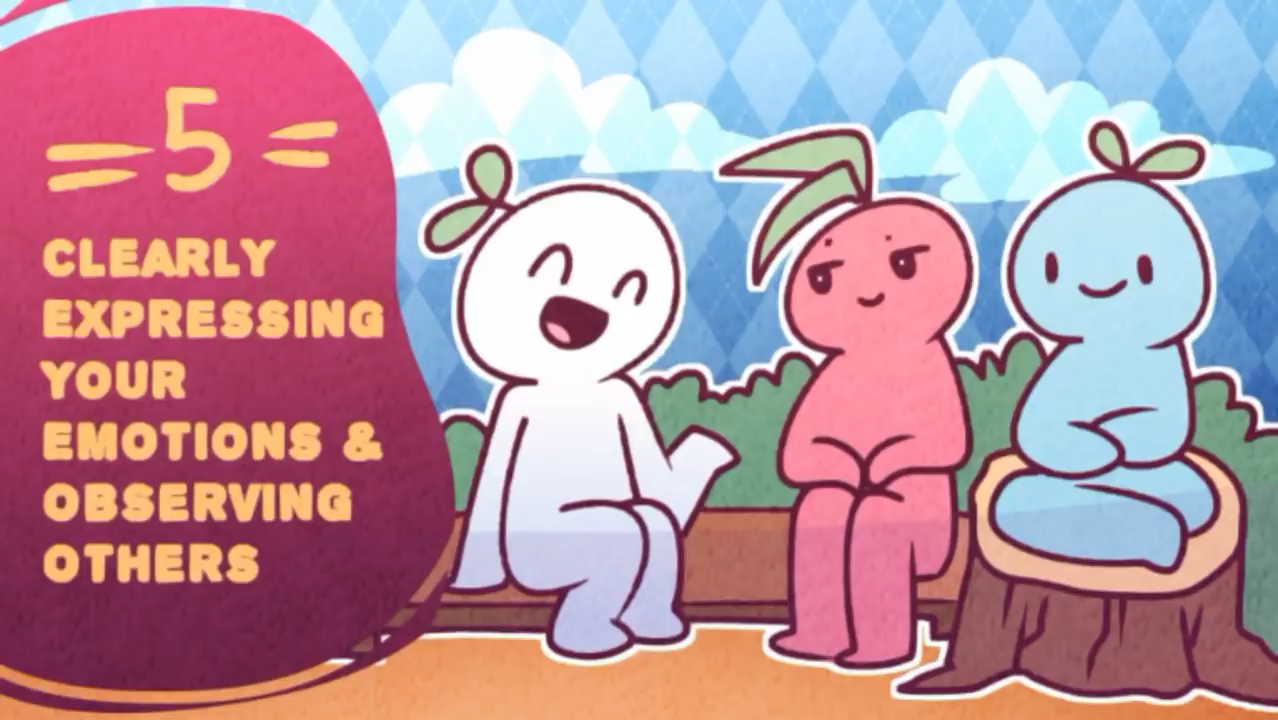 5
CLEARLY
EXPRESSING
YOUR
EMOTIONS &
OBSERVING
OTHERS